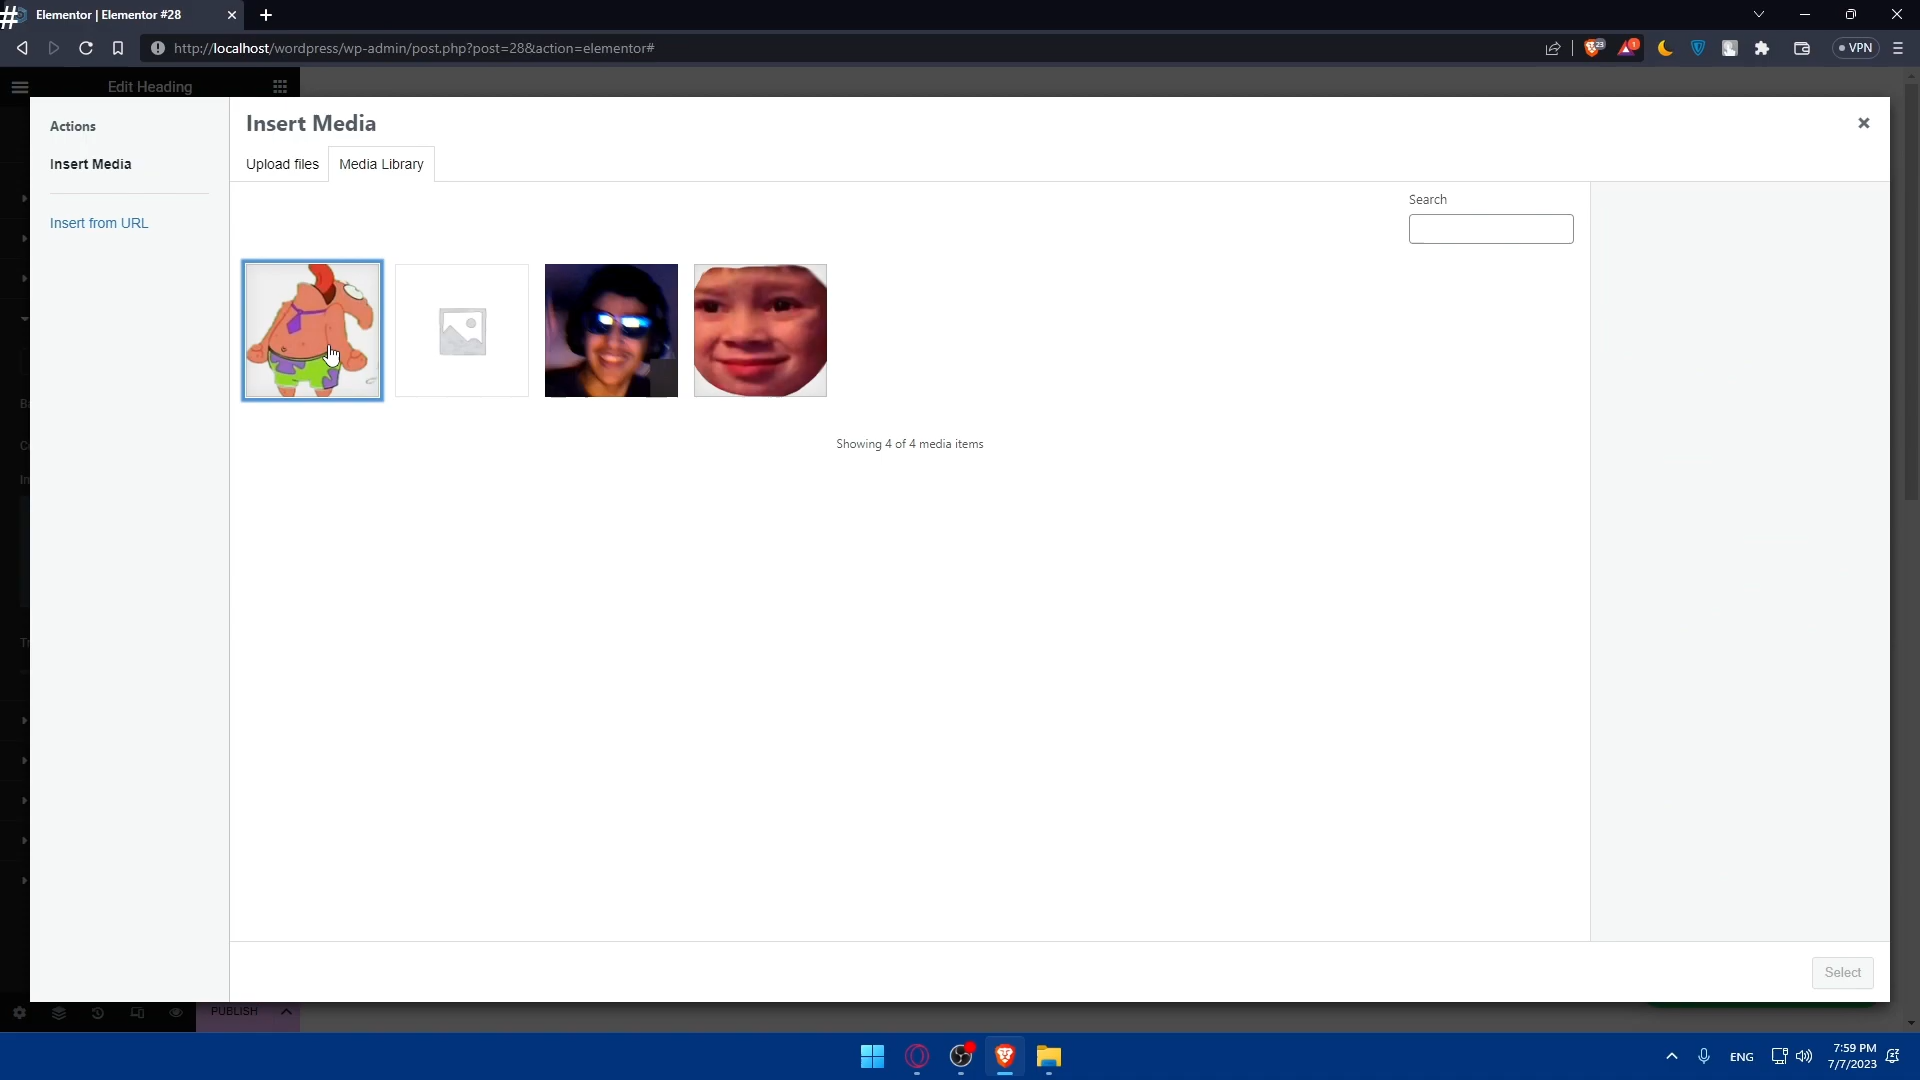 #
Elementor | Elementor #28
http://localhost/wordpress/wp-admin/post.php?post=28&action=elementor#
23
1
VPN
Edit Heading
Actions
Insert Media
Insert from URL
Insert Media
Upload files
Media Library
Search
Showing 4 of 4 media items
Select
PUBLISH
ENG
7:59 PM
7/7/2023